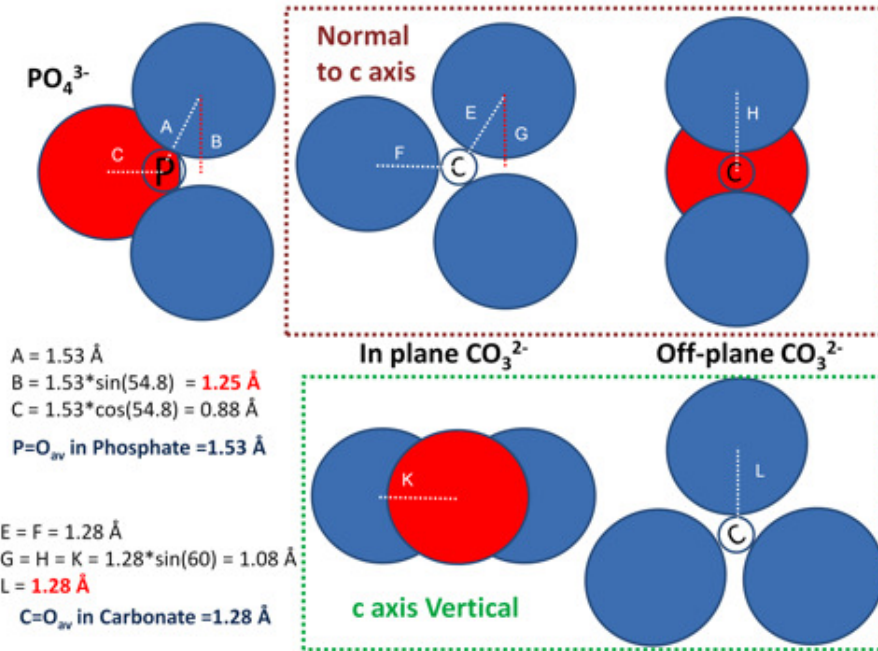 PO₄³⁻
A
B
C
P
Normal
to c axis
E
G
F
C
H
C
A = 1.53 Å
B = 1.53*sin(54.8) = 1.25 Å
C = 1.53*cos(54.8) = 0.88 Å
P=Oav in Phosphate =1.53 Å
In plane CO₃²⁻
Off-plane CO₃²⁻
K
L
C
E = F = 1.28 Å
G = H = K = 1.28*sin(60) = 1.08 Å
L = 1.28 Å
C=Oav in Carbonate =1.28 Å
c axis Vertical